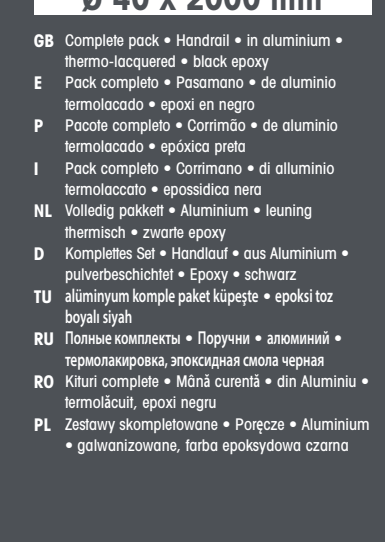 Ø 40 x 2000 mm
GB Complete pack • Handrail • in aluminium •
thermo-lacquered • black epoxy
E Pack completo • Pasamano • de aluminio
termolacado • epoxi en negro
P Pacote completo • Corrimão • de aluminio
termolacado • epóxica preta
I Pack completo • Corrimano • di alluminio
termolaccato • epossidica nera
NL Volledig pakkett • Aluminium • leuning
thermisch • zwarte epoxy
D Komplettes Set • Handlauf • aus Aluminium •
pulverbeschichtet • Epoxy • schwarz
TU alüminyum komple paket küpeşte • epoksi toz
boyalı siyah
RU Полные комплекты • Поручни • алюминий •
термолакировка, эпоксидная смола черная
RO Kituri complete • Mână curentă • din Aluminiu •
termolăcuit, epoxi negru
PL Zestawy skompletowane • Poręcze • Aluminium
• galwanizowane, farba epoksydowa czarna